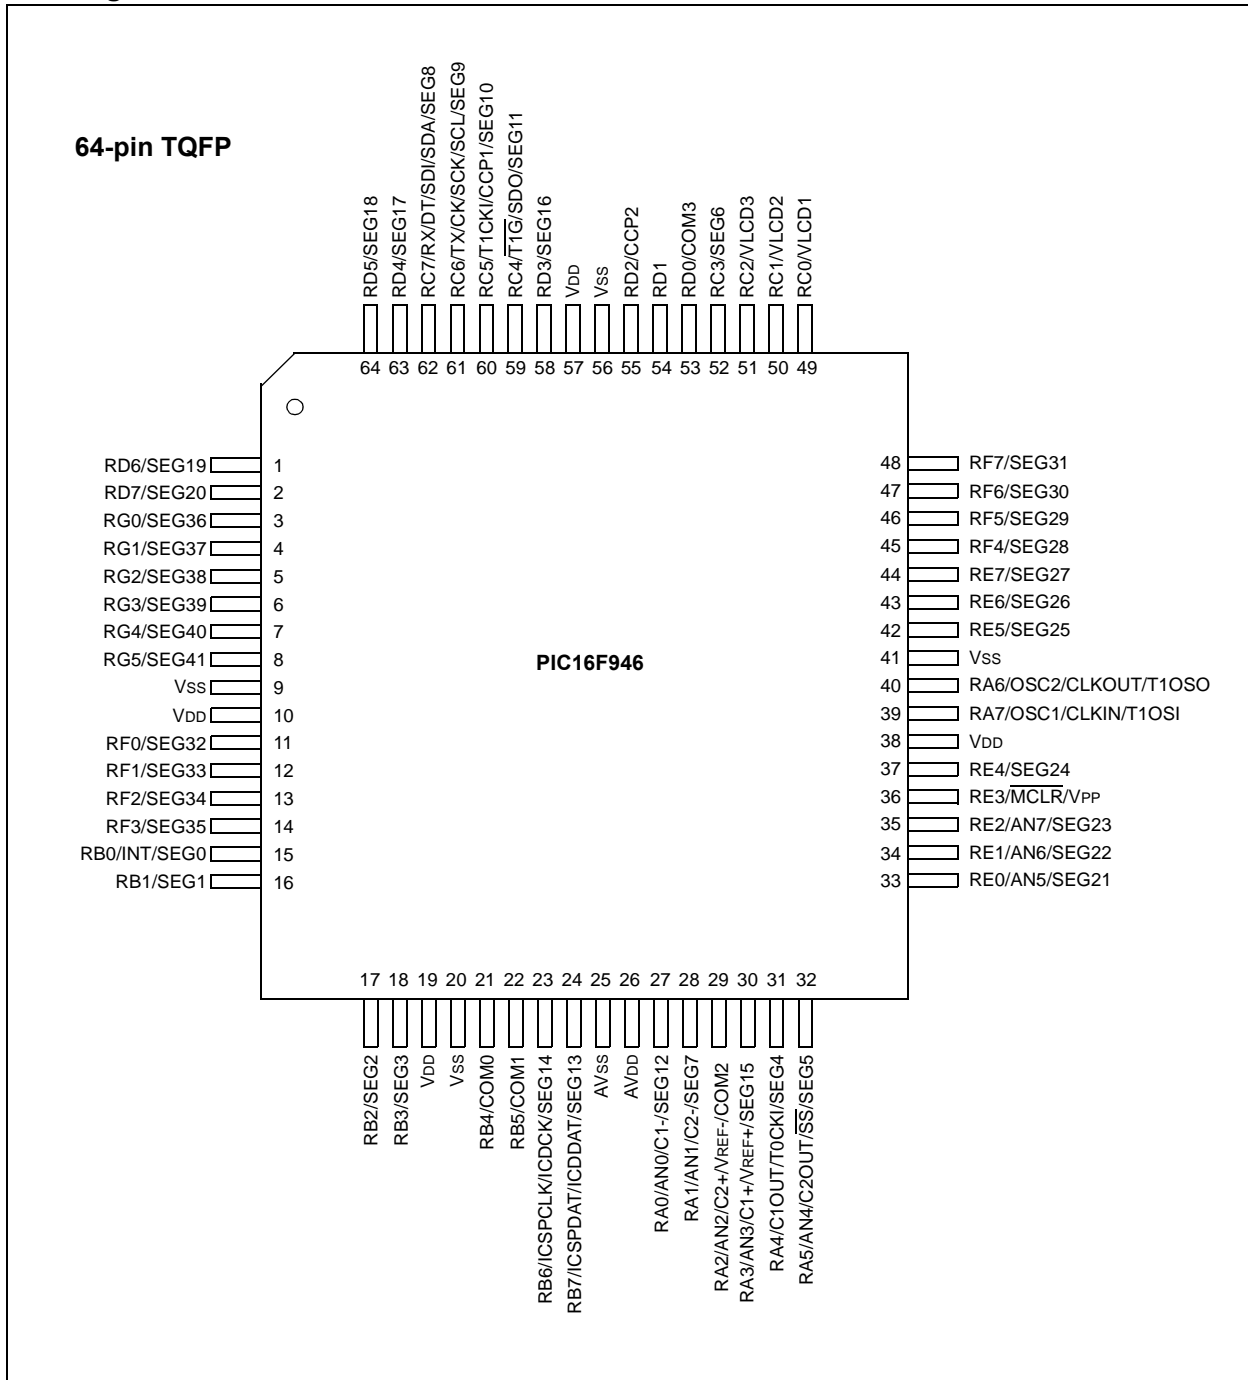 64-pin TQFP
RD5/SEG18
RD4/SEG17
RC7/RX/DT/SDI/SDA/SEG8
RC6/TX/CK/SCK/SCL/SEG9
RC5/T1CKI/CCP1/SEG10
RC4/T1G/SDO/SEG11
RD3/SEG16
VDD
VSS
RD2/CCP2
RD1
RD0/COM3
RC3/SEG6
RC2/VLCD3
RC1/VLCD2
RC0/VLCD1
64 63 62 61 60 59 58 57 56 55 54 53 52 51 50 49
RD6/SEG19 1
RD7/SEG20 2
RG0/SEG36 3
RG1/SEG37 4
RG2/SEG38 5
RG3/SEG39 6
RG4/SEG40 7
RG5/SEG41 8
VSS 9
VDD 10
RF0/SEG32 11
RF1/SEG33 12
RF2/SEG34 13
RF3/SEG35 14
RB0/INT/SEG0 15
RB1/SEG1 16
PIC16F946
48 RF7/SEG31
47 RF6/SEG30
46 RF5/SEG29
45 RF4/SEG28
44 RE7/SEG27
43 RE6/SEG26
42 RE5/SEG25
41 VSS
40 RA6/OSC2/CLKOUT/T1OSO
39 RA7/OSC1/CLKIN/T1OSI
38 VDD
37 RE4/SEG24
36 RE3/MCLR/VPP
35 RE2/AN7/SEG23
34 RE1/AN6/SEG22
33 RE0/AN5/SEG21
17 18 19 20 21 22 23 24 25 26 27 28 29 30 31 32
RB2/SEG2
RB3/SEG3
VDD
VSS
RB4/COM0
RB5/COM1
RB6/ICSPCLK/ICDCK/SEG14
RB7/ICSPDAT/ICDDAT/SEG13
AVSS
AVDD
RA0/AN0/C1-/SEG12
RA1/AN1/C2-/SEG7
RA2/AN2/C2+/VREF-/COM2
RA3/AN3/C1+/VREF+/SEG15
RA4/C1OUT/T0CKI/SEG4
RA5/AN4/C2OUT/SS/SEG5